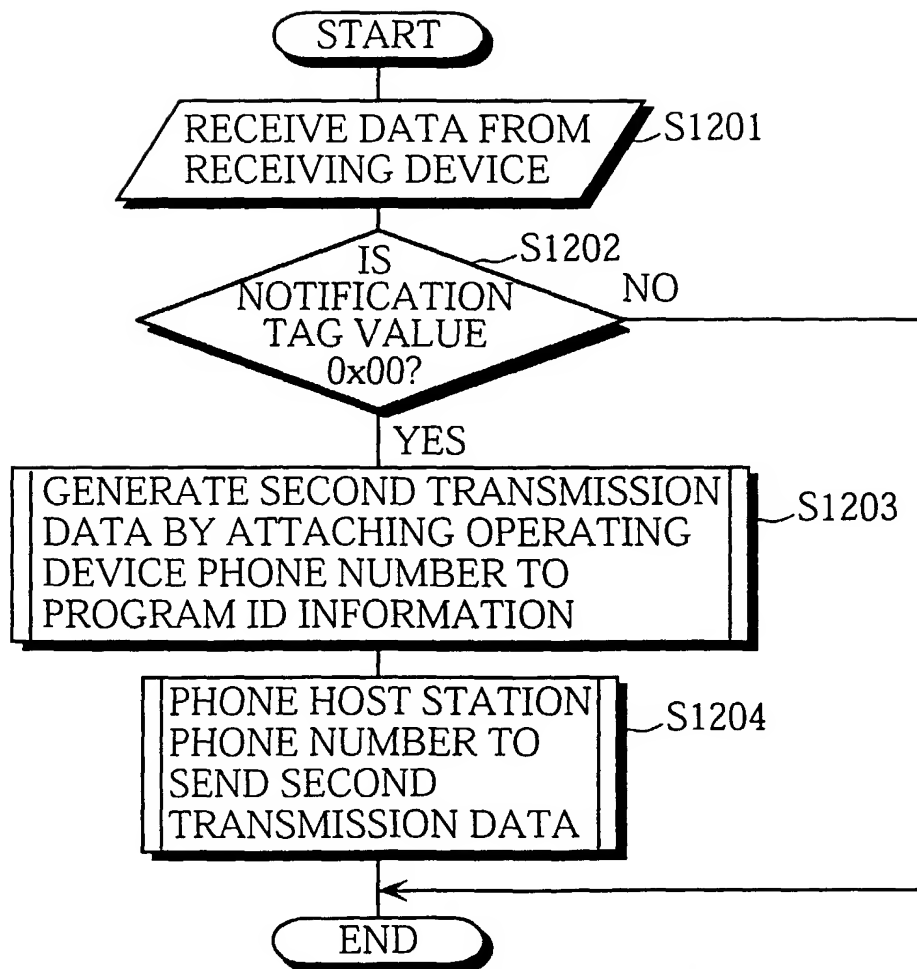 START
RECEIVE DATA FROM
RECEIVING DEVICE
S1201
S1202
IS
NOTIFICATION
TAG VALUE
0x00?
NO
YES
GENERATE SECOND TRANSMISSION
DATA BY ATTACHING OPERATING
DEVICE PHONE NUMBER TO
PROGRAM ID INFORMATION
S1203
PHONE HOST STATION
PHONE NUMBER TO
SEND SECOND
TRANSMISSION DATA
S1204
END